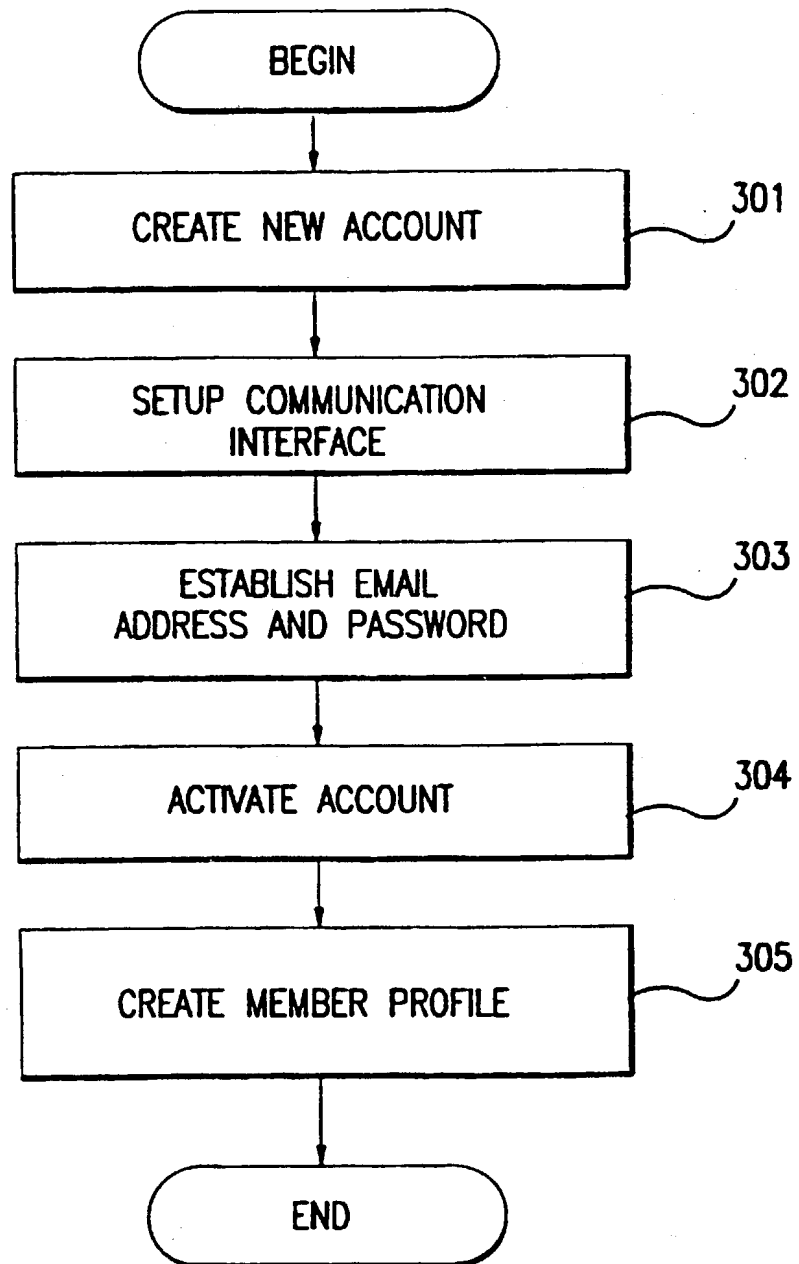 BEGIN
CREATE NEW ACCOUNT
301
SETUP COMMUNICATION
INTERFACE
302
ESTABLISH EMAIL
ADDRESS AND PASSWORD
303
ACTIVATE ACCOUNT
304
CREATE MEMBER PROFILE
305
END